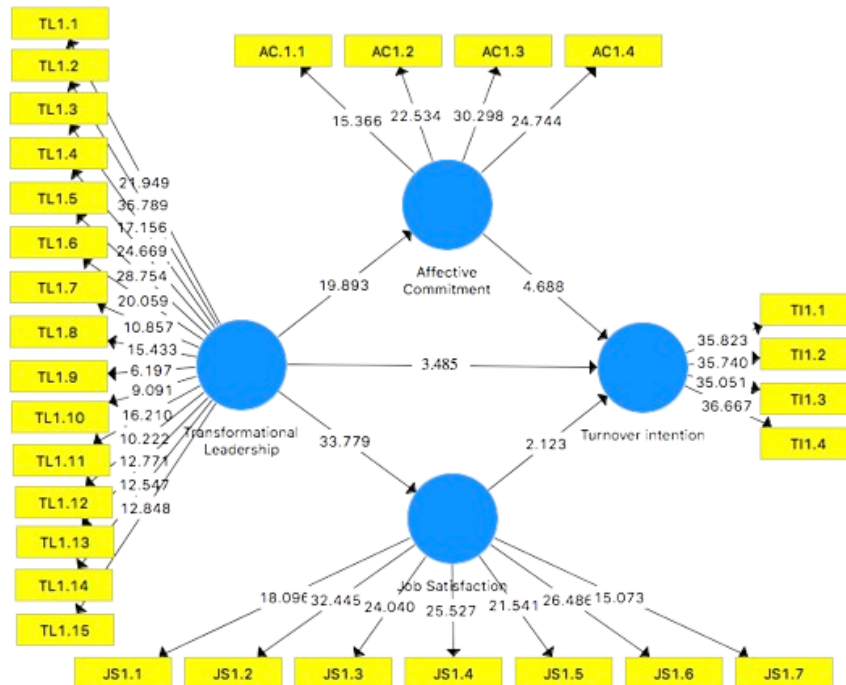 TL1.1
TL1.2
TL1.3
TL1.4
TL1.5
TL1.6
TL1.7
TL1.8
TL1.9
TL1.10
TL1.11
TL1.12
TL1.13
TL1.14
TL1.15
21.949
35.789
17.156
24.669
28.754
20.059
10.857
15.433
6.197
9.091
16.210
10.222
12.771
12.547
12.848
Transformational
Leadership
AC.1.1 AC1.2 AC1.3 AC1.4
15.366 22.534 30.298 24.744
Affective
Commitment
19.893
4.688
3.485
33.779
2.123
TI1.1
TI1.2
TI1.3
TI1.4
35.823
35.740
35.051
36.667
Turnover intention
Job Satisfaction
18.096 32.445 24.040 25.527 21.541 26.486 15.073
JS1.1 JS1.2 JS1.3 JS1.4 JS1.5 JS1.6 JS1.7